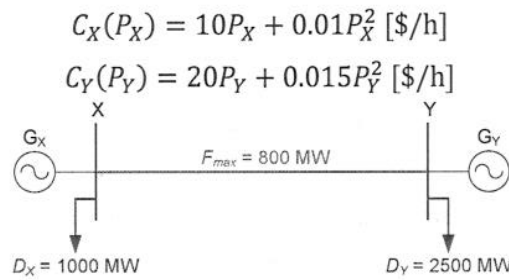 C_X(P_X) = 10P_X + 0.01P_X^2 [$/h]
C_Y(P_Y) = 20P_Y + 0.015P_Y^2 [$/h]
X Y
G_X F_max = 800 MW G_Y
D_X = 1000 MW D_Y = 2500 MW